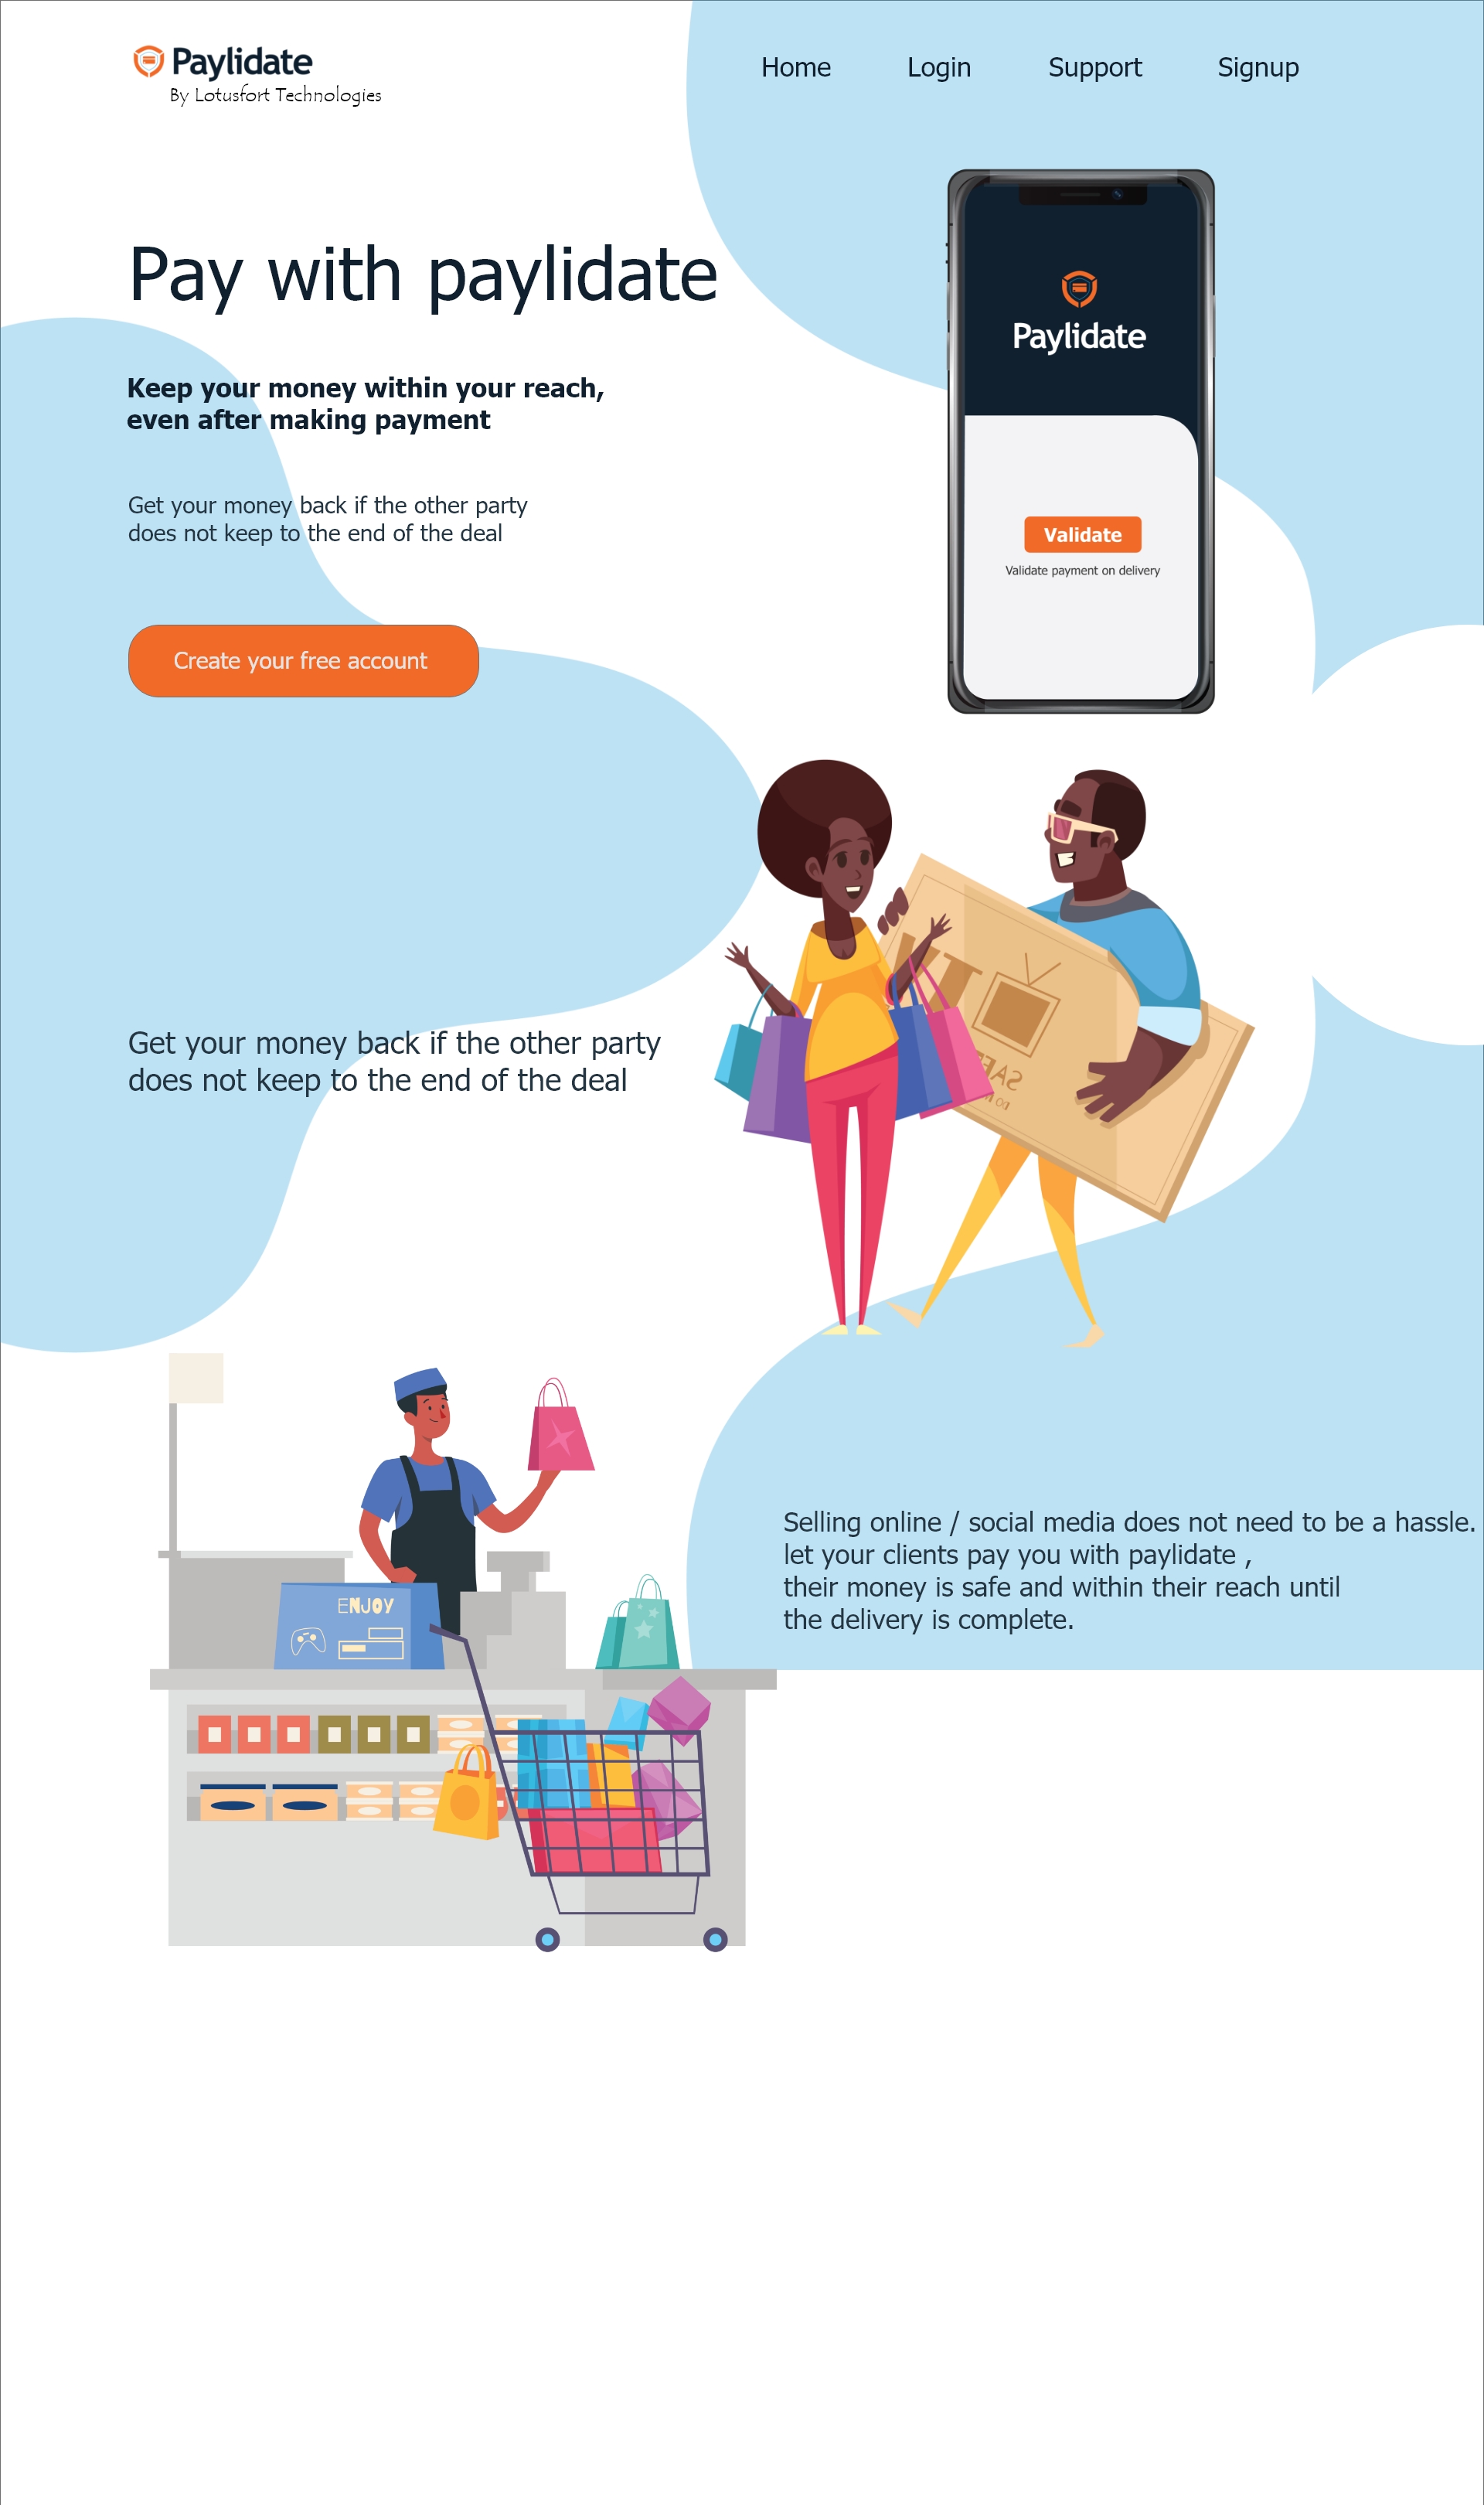 Paylidate
By Lotusfort Technologies
Home Login Support Signup
Paylidate
Pay with paylidate
Keep your money within your reach,
even after making payment
Get your money back if the other party
does not keep to the end of the deal
Validate
Validate payment on delivery
Create your free account
Get your money back if the other party
does not keep to the end of the deal
Selling online / social media does not need to be a hassle.
let your clients pay you with paylidate ,
their money is safe and within their reach until
the delivery is complete.
ENJOY